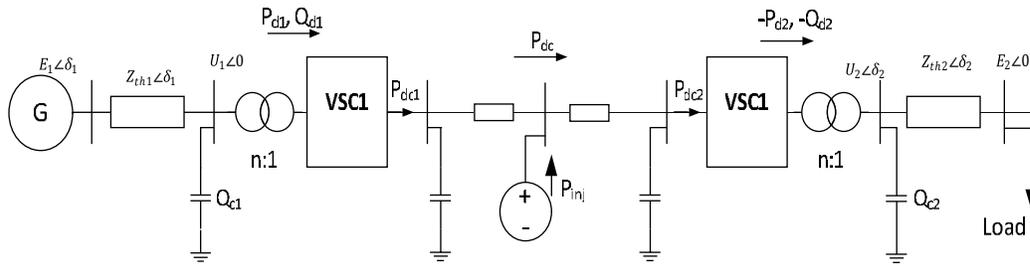 P_d1, Q_d1
-P_d2, -Q_d2
P_dc
E_1∠δ_1
Z_th1∠δ_1
U_1∠0
U_2∠δ_2
Z_th2∠δ_2
E_2∠0
G
VSC1
P_dc1
P_dc2
VSC1
n:1
n:1
Q_c1
+
-
P_inj
Q_c2
Load